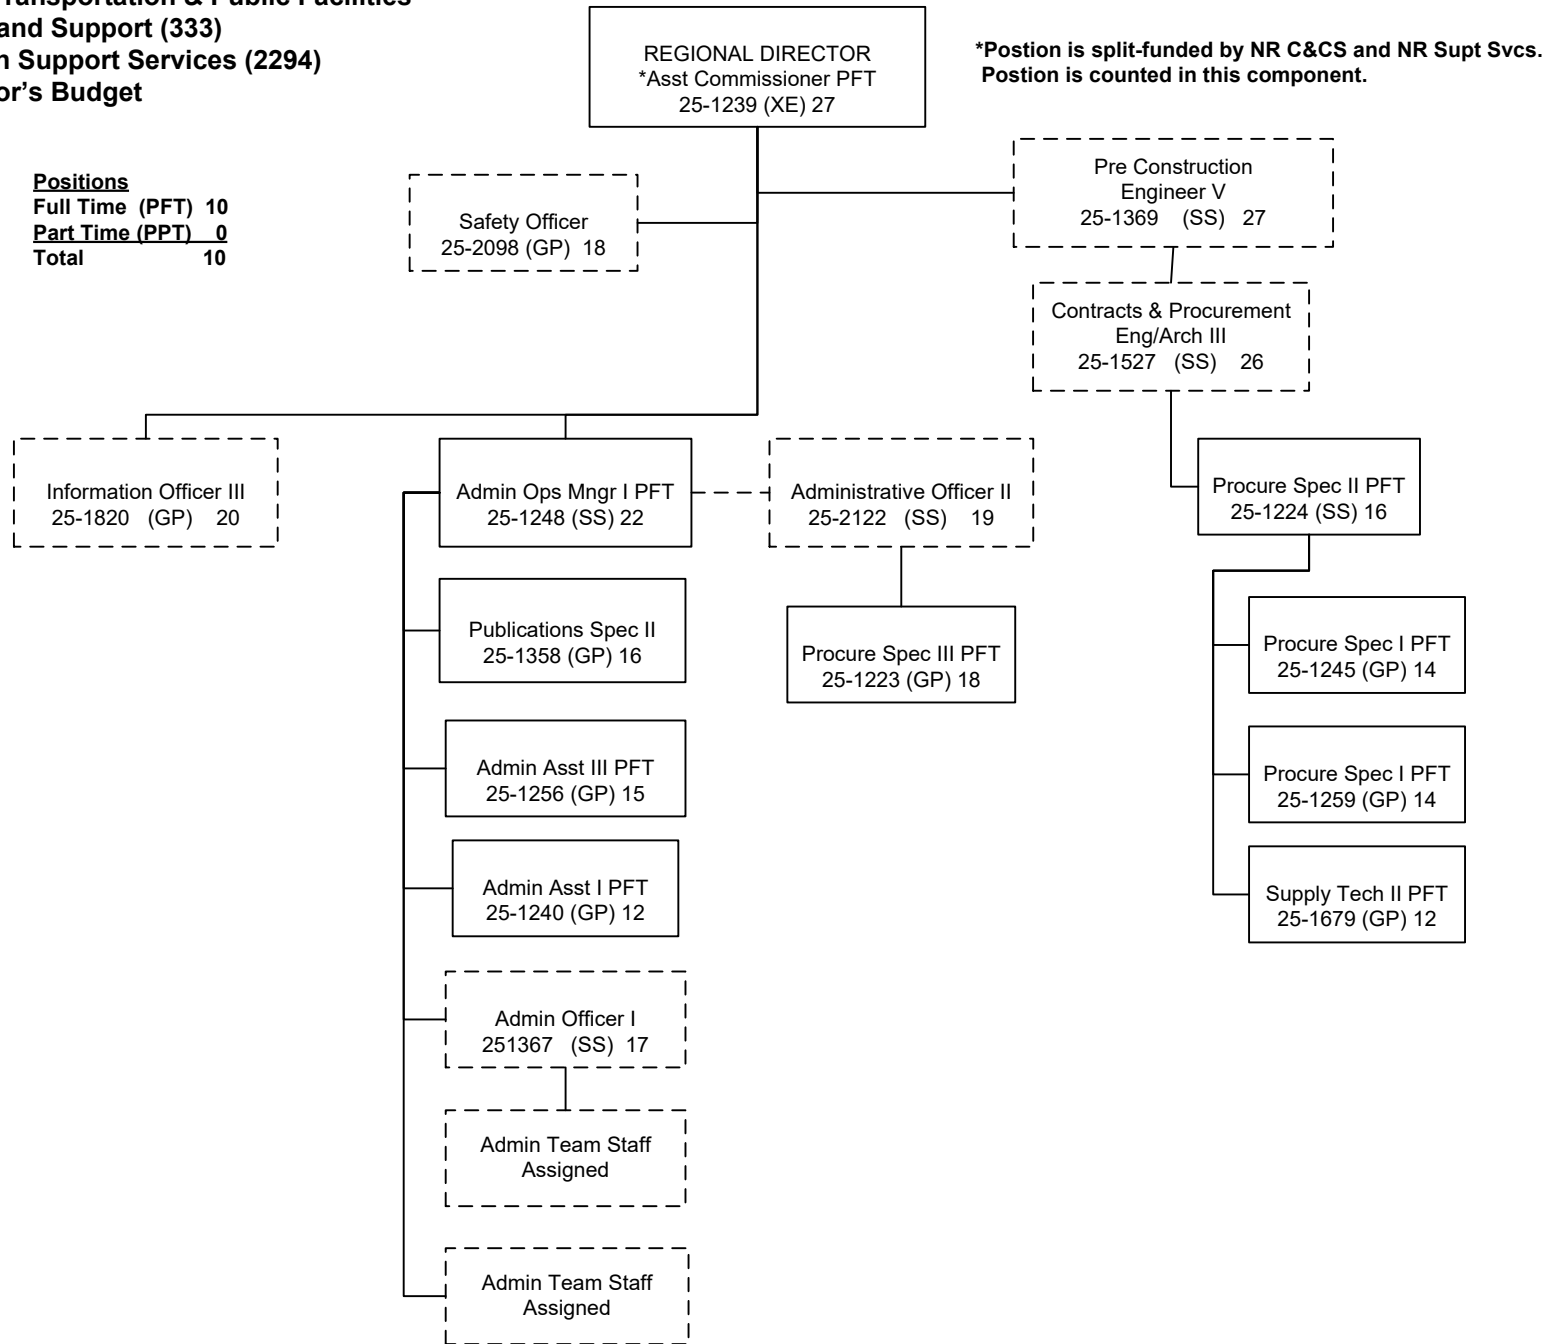 and Support (333)
Support Services (2294)
Budget
REGIONAL DIRECTOR
*Asst Commissioner PFT
25-1239 (XE) 27
*Postion is split-funded by NR C&CS and NR Supt Svcs.
Postion is counted in this component.
Positions
Full Time (PFT) 10
Part Time (PPT) 0
Total 10
Safety Officer
25-2098 (GP) 18
Pre Construction
Engineer V
25-1369 (SS) 27
Contracts & Procurement
Eng/Arch III
25-1527 (SS) 26
Information Officer III
25-1820 (GP) 20
Admin Ops Mngr I PFT
25-1248 (SS) 22
Administrative Officer II
25-2122 (SS) 19
Procure Spec II PFT
25-1224 (SS) 16
Publications Spec II
25-1358 (GP) 16
Procure Spec III PFT
25-1223 (GP) 18
Procure Spec I PFT
25-1245 (GP) 14
Admin Asst III PFT
25-1256 (GP) 15
Procure Spec I PFT
25-1259 (GP) 14
Admin Asst I PFT
25-1240 (GP) 12
Supply Tech II PFT
25-1679 (GP) 12
Admin Officer I
251367 (SS) 17
Admin Team Staff
Assigned
Admin Team Staff
Assigned